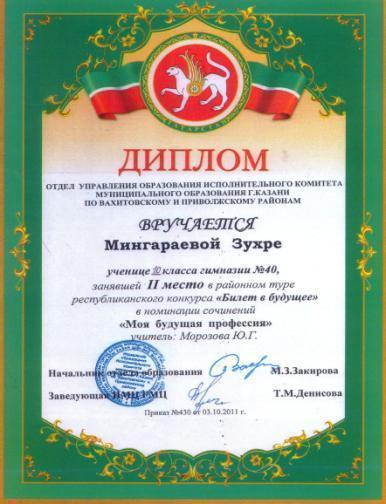 ТАТАРСТАН
ДИПЛОМ
ОТДЕЛ УПРАВЛЕНИЯ ОБРАЗОВАНИЯ ИСПОЛНИТЕЛЬНОГО КОМИТЕТА
МУНИЦИПАЛЬНОГО ОБРАЗОВАНИЯ Г.КАЗАНИ
ПО ВАХИТОВСКОМУ И ПРИВОЛЖСКОМУ РАЙОНАМ
ВРУЧАЕТСЯ
Мингараевой Зухре
ученице класса гимназии №40,
занявшей II место в районном туре
республиканского конкурса «Билет в будущее»
в номинации сочинений
«Моя будущая профессия»
учитель: Морозова Ю.Г.
Начальник отдела образования М.З.Закирова
Заведующая ИМЦ Т.М.Денисова
Приказ №430 от 03.10.2011 г.